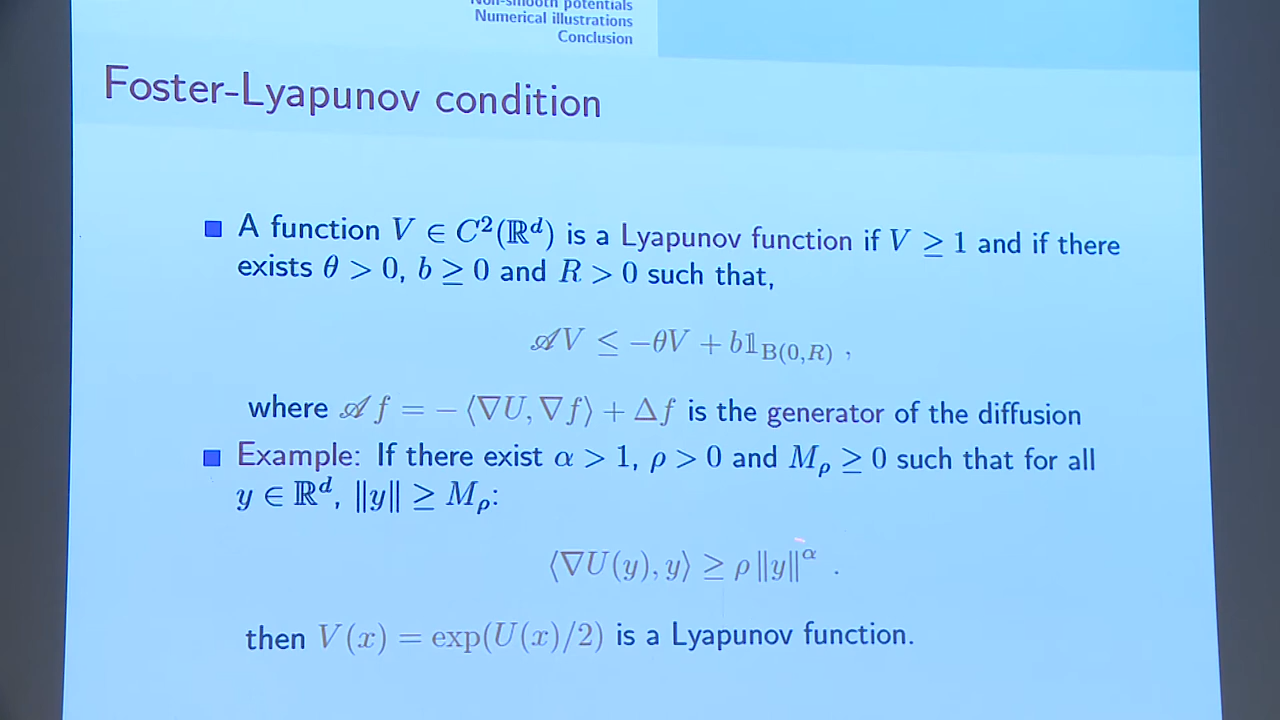 Non-smooth potentials
Numerical illustrations
Conclusion
Foster-Lyapunov condition
A function V ∈ C²(ℝᵈ) is a Lyapunov function if V ≥ 1 and if there
exists θ > 0, b ≥ 0 and R > 0 such that,
𝒜V ≤ −θV + b𝟙_{B(0,R)} ,
where 𝒜f = − ⟨∇U, ∇f⟩ + Δf is the generator of the diffusion
Example: If there exist α > 1, ρ > 0 and M_ρ ≥ 0 such that for all
y ∈ ℝᵈ, ‖y‖ ≥ M_ρ:
⟨∇U(y), y⟩ ≥ ρ ‖y‖^α .
then V(x) = exp(U(x)/2) is a Lyapunov function.